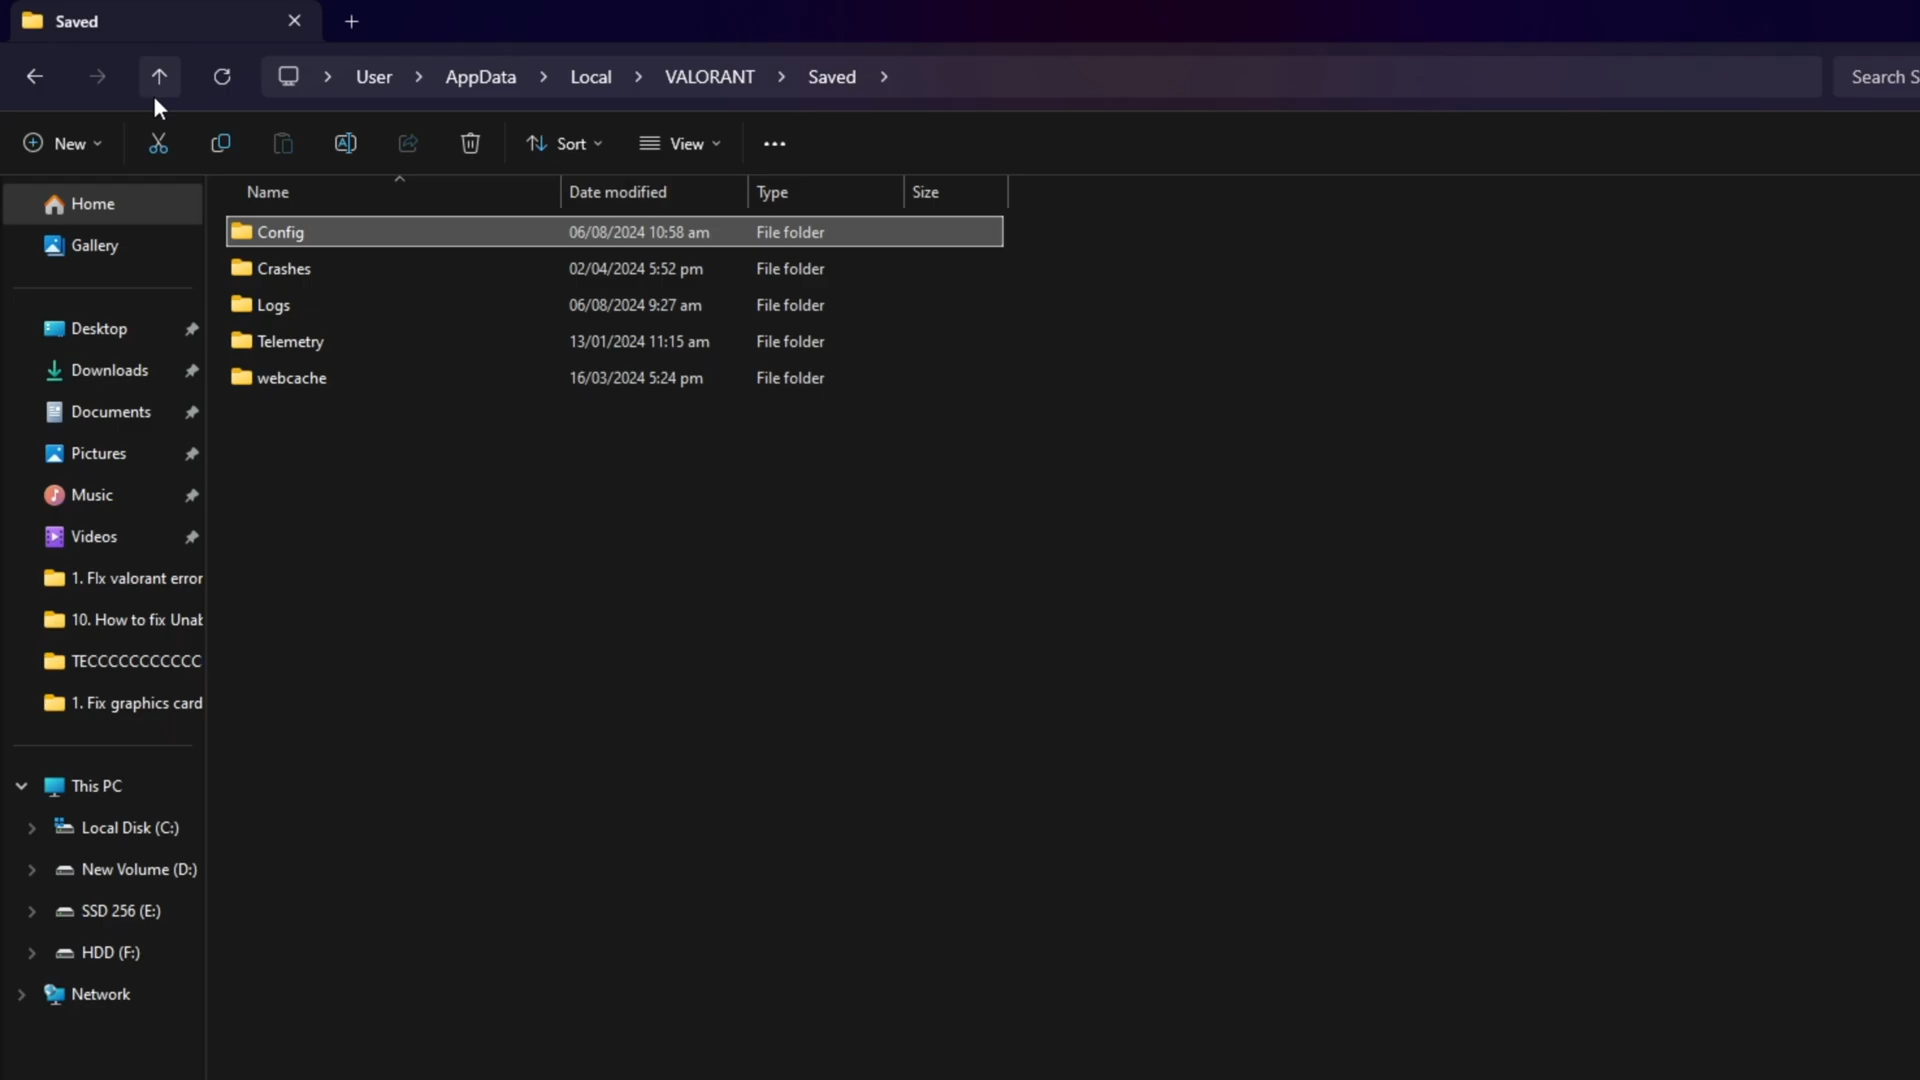 Saved
User AppData Local VALORANT Saved
Search S
New Sort View
Name Date modified Type Size
Config 06/08/2024 10:58 am File folder
Crashes 02/04/2024 5:52 pm File folder
Logs 06/08/2024 9:27 am File folder
Telemetry 13/01/2024 11:15 am File folder
webcache 16/03/2024 5:24 pm File folder
Home
Gallery
Desktop
Downloads
Documents
Pictures
Music
Videos
1. FIx valorant error
10. How to fix Unab
TECCCCCCCCCCC
1. Fix graphics card
This PC
Local Disk (C:)
New Volume (D:)
SSD 256 (E:)
HDD (F:)
Network